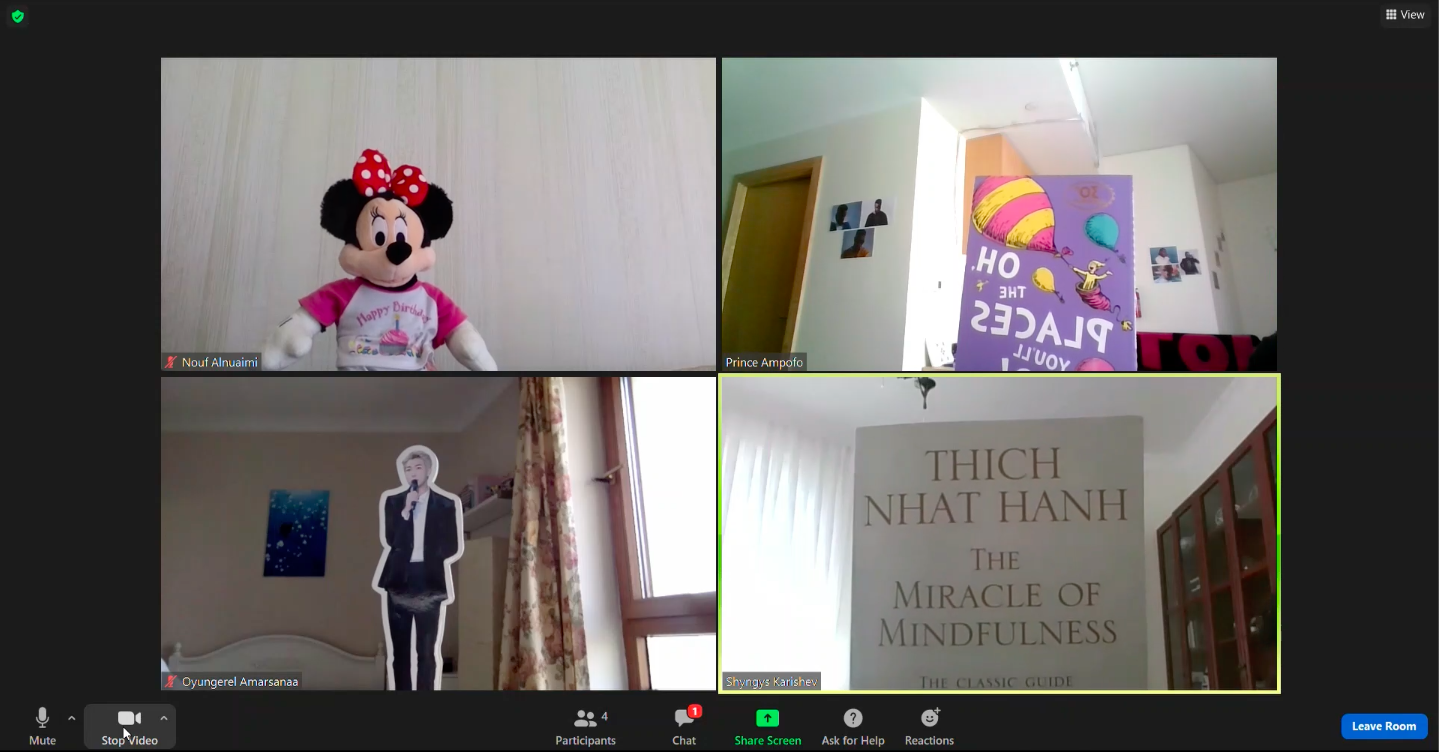 View
Happy Birthday
Nouf Alnuaimi
30
OH,
THE
PLACES
YOU'LL
Prince Ampofo
Oyungerel Amarsanaa
THICH
NHAT HANH
THE
MIRACLE OF
MINDFULNESS
THE CLASSIC GUIDE
Shyngys Karishev
Mute
Stop Video
4
Participants
1
Chat
Share Screen
Ask for Help
Reactions
Leave Room